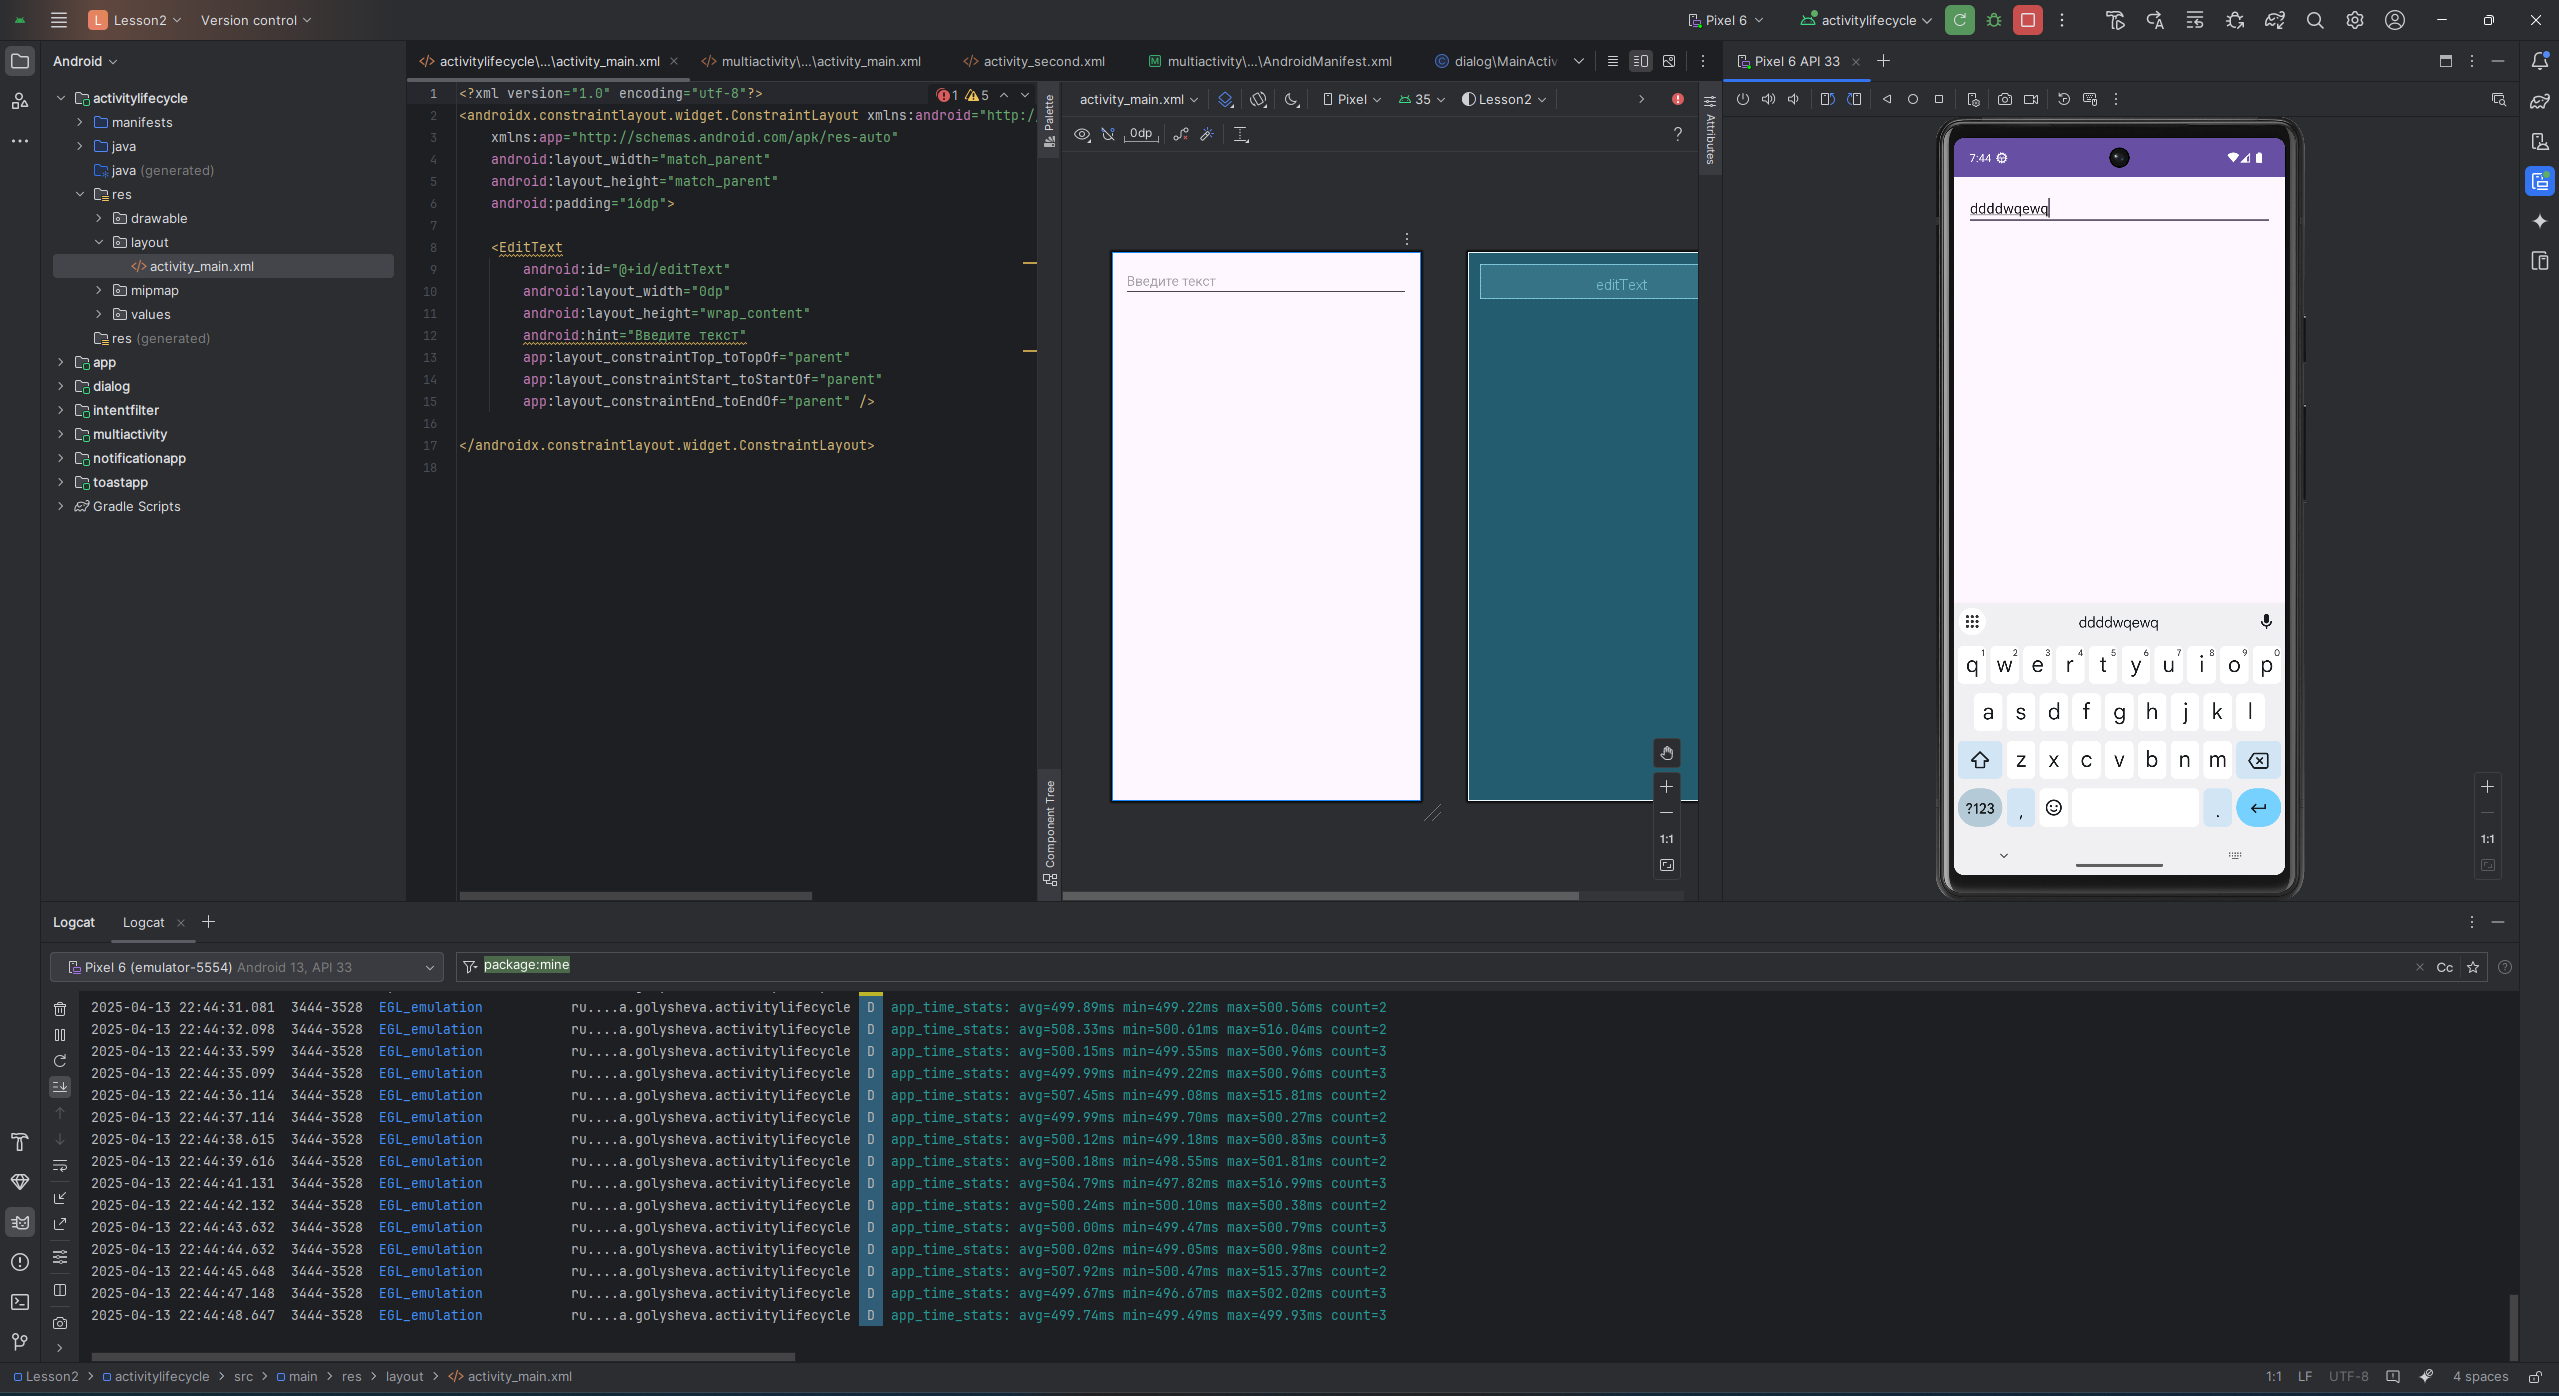 L Lesson2 Version control Pixel 6 activitylifecycle
Android
activitylifecycle
manifests
java
java (generated)
res
drawable
layout
activity_main.xml
mipmap
values
res (generated)
app
dialog
intentfilter
multiactivity
notificationapp
toastapp
Gradle Scripts
activitylifecycle\...\activity_main.xml multiactivity\...\activity_main.xml activity_second.xml multiactivity\...\AndroidManifest.xml dialog\MainActiv
1 5
1 <?xml version="1.0" encoding="utf-8"?>
2 <androidx.constraintlayout.widget.ConstraintLayout xmlns:android="http:/
3 xmlns:app="http://schemas.android.com/apk/res-auto"
4 android:layout_width="match_parent"
5 android:layout_height="match_parent"
6 android:padding="16dp">
7
8 <EditText
9 android:id="@+id/editText"
10 android:layout_width="0dp"
11 android:layout_height="wrap_content"
12 android:hint="Введите текст"
13 app:layout_constraintTop_toTopOf="parent"
14 app:layout_constraintStart_toStartOf="parent"
15 app:layout_constraintEnd_toEndOf="parent" />
16
17 </androidx.constraintlayout.widget.ConstraintLayout>
18
Palette
Component Tree
activity_main.xml Pixel 35 Lesson2
0dp ?
Введите текст
editText
1:1
Attributes
Pixel 6 API 33
7:44
ddddwqewq
ddddwqewq
q1 w2 e3 r4 t5 y6 u7 i8 o9 p0
a s d f g h j k l
z x c v b n m
?123 , .
1:1
Logcat Logcat
Pixel 6 (emulator-5554) Android 13, API 33 package:mine Cc
2025-04-13 22:44:31.081 3444-3528 EGL_emulation ru....a.golysheva.activitylifecycle D app_time_stats: avg=499.89ms min=499.22ms max=500.56ms count=2
2025-04-13 22:44:32.098 3444-3528 EGL_emulation ru....a.golysheva.activitylifecycle D app_time_stats: avg=508.33ms min=500.61ms max=516.04ms count=2
2025-04-13 22:44:33.599 3444-3528 EGL_emulation ru....a.golysheva.activitylifecycle D app_time_stats: avg=500.15ms min=499.55ms max=500.96ms count=3
2025-04-13 22:44:35.099 3444-3528 EGL_emulation ru....a.golysheva.activitylifecycle D app_time_stats: avg=499.99ms min=499.22ms max=500.96ms count=3
2025-04-13 22:44:36.114 3444-3528 EGL_emulation ru....a.golysheva.activitylifecycle D app_time_stats: avg=507.45ms min=499.08ms max=515.81ms count=2
2025-04-13 22:44:37.114 3444-3528 EGL_emulation ru....a.golysheva.activitylifecycle D app_time_stats: avg=499.99ms min=499.70ms max=500.27ms count=2
2025-04-13 22:44:38.615 3444-3528 EGL_emulation ru....a.golysheva.activitylifecycle D app_time_stats: avg=500.12ms min=499.18ms max=500.83ms count=3
2025-04-13 22:44:39.616 3444-3528 EGL_emulation ru....a.golysheva.activitylifecycle D app_time_stats: avg=500.18ms min=498.55ms max=501.81ms count=2
2025-04-13 22:44:41.131 3444-3528 EGL_emulation ru....a.golysheva.activitylifecycle D app_time_stats: avg=504.79ms min=497.82ms max=516.99ms count=3
2025-04-13 22:44:42.132 3444-3528 EGL_emulation ru....a.golysheva.activitylifecycle D app_time_stats: avg=500.24ms min=500.10ms max=500.38ms count=2
2025-04-13 22:44:43.632 3444-3528 EGL_emulation ru....a.golysheva.activitylifecycle D app_time_stats: avg=500.00ms min=499.47ms max=500.79ms count=3
2025-04-13 22:44:44.632 3444-3528 EGL_emulation ru....a.golysheva.activitylifecycle D app_time_stats: avg=500.02ms min=499.05ms max=500.98ms count=2
2025-04-13 22:44:45.648 3444-3528 EGL_emulation ru....a.golysheva.activitylifecycle D app_time_stats: avg=507.92ms min=500.47ms max=515.37ms count=2
2025-04-13 22:44:47.148 3444-3528 EGL_emulation ru....a.golysheva.activitylifecycle D app_time_stats: avg=499.67ms min=496.67ms max=502.02ms count=3
2025-04-13 22:44:48.647 3444-3528 EGL_emulation ru....a.golysheva.activitylifecycle D app_time_stats: avg=499.74ms min=499.49ms max=499.93ms count=3
Lesson2 > activitylifecycle > src > main > res > layout > activity_main.xml 1:1 LF UTF-8 4 spaces